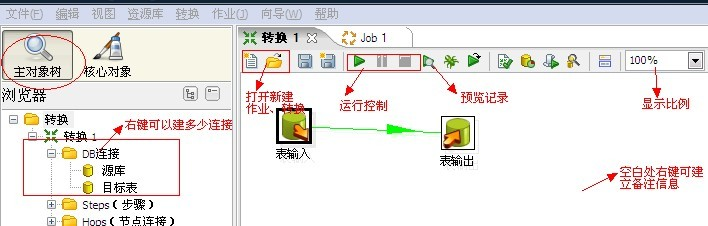 文件(F) 编辑 视图 资源库 转换 作业(J) 向导(W) 帮助
主对象树 核心对象
转换 1 Job 1
100%
浏览器
打开新建
作业、转换
运行控制
预览记录
显示比例
转换
转换 1
右键可以建多少连接
DB连接
源库
目标表
Steps（步骤）
Hops（节点连接）
表输入
表输出
空白处右键可建
立备注信息